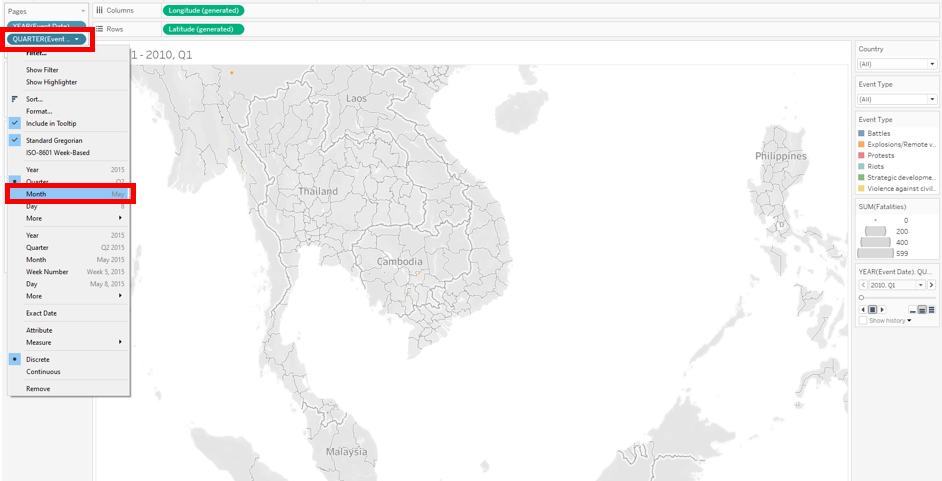 Pages
Columns
Longitude (generated)
YEAR(Event Date)
Rows
Latitude (generated)
QUARTER(Event ..
1 - 2010, Q1
Filter...
Show Filter
Show Highlighter
Sort...
Format...
Include in Tooltip
Standard Gregorian
ISO-8601 Week-Based
Year 2015
Quarter Q2
Month May
Day 8
More
Year 2015
Quarter Q2 2015
Month May 2015
Week Number Week 5, 2015
Day May 8, 2015
More
Exact Date
Attribute
Measure
Discrete
Continuous
Remove
Laos
Thailand
Cambodia
Philippines
Malaysia
Country
(All)
Event Type
(All)
Event Type
Battles
Explosions/Remote v...
Protests
Riots
Strategic developme...
Violence against civil...
SUM(Fatalities)
0
200
400
599
YEAR(Event Date), QU...
2010, Q1
Show history